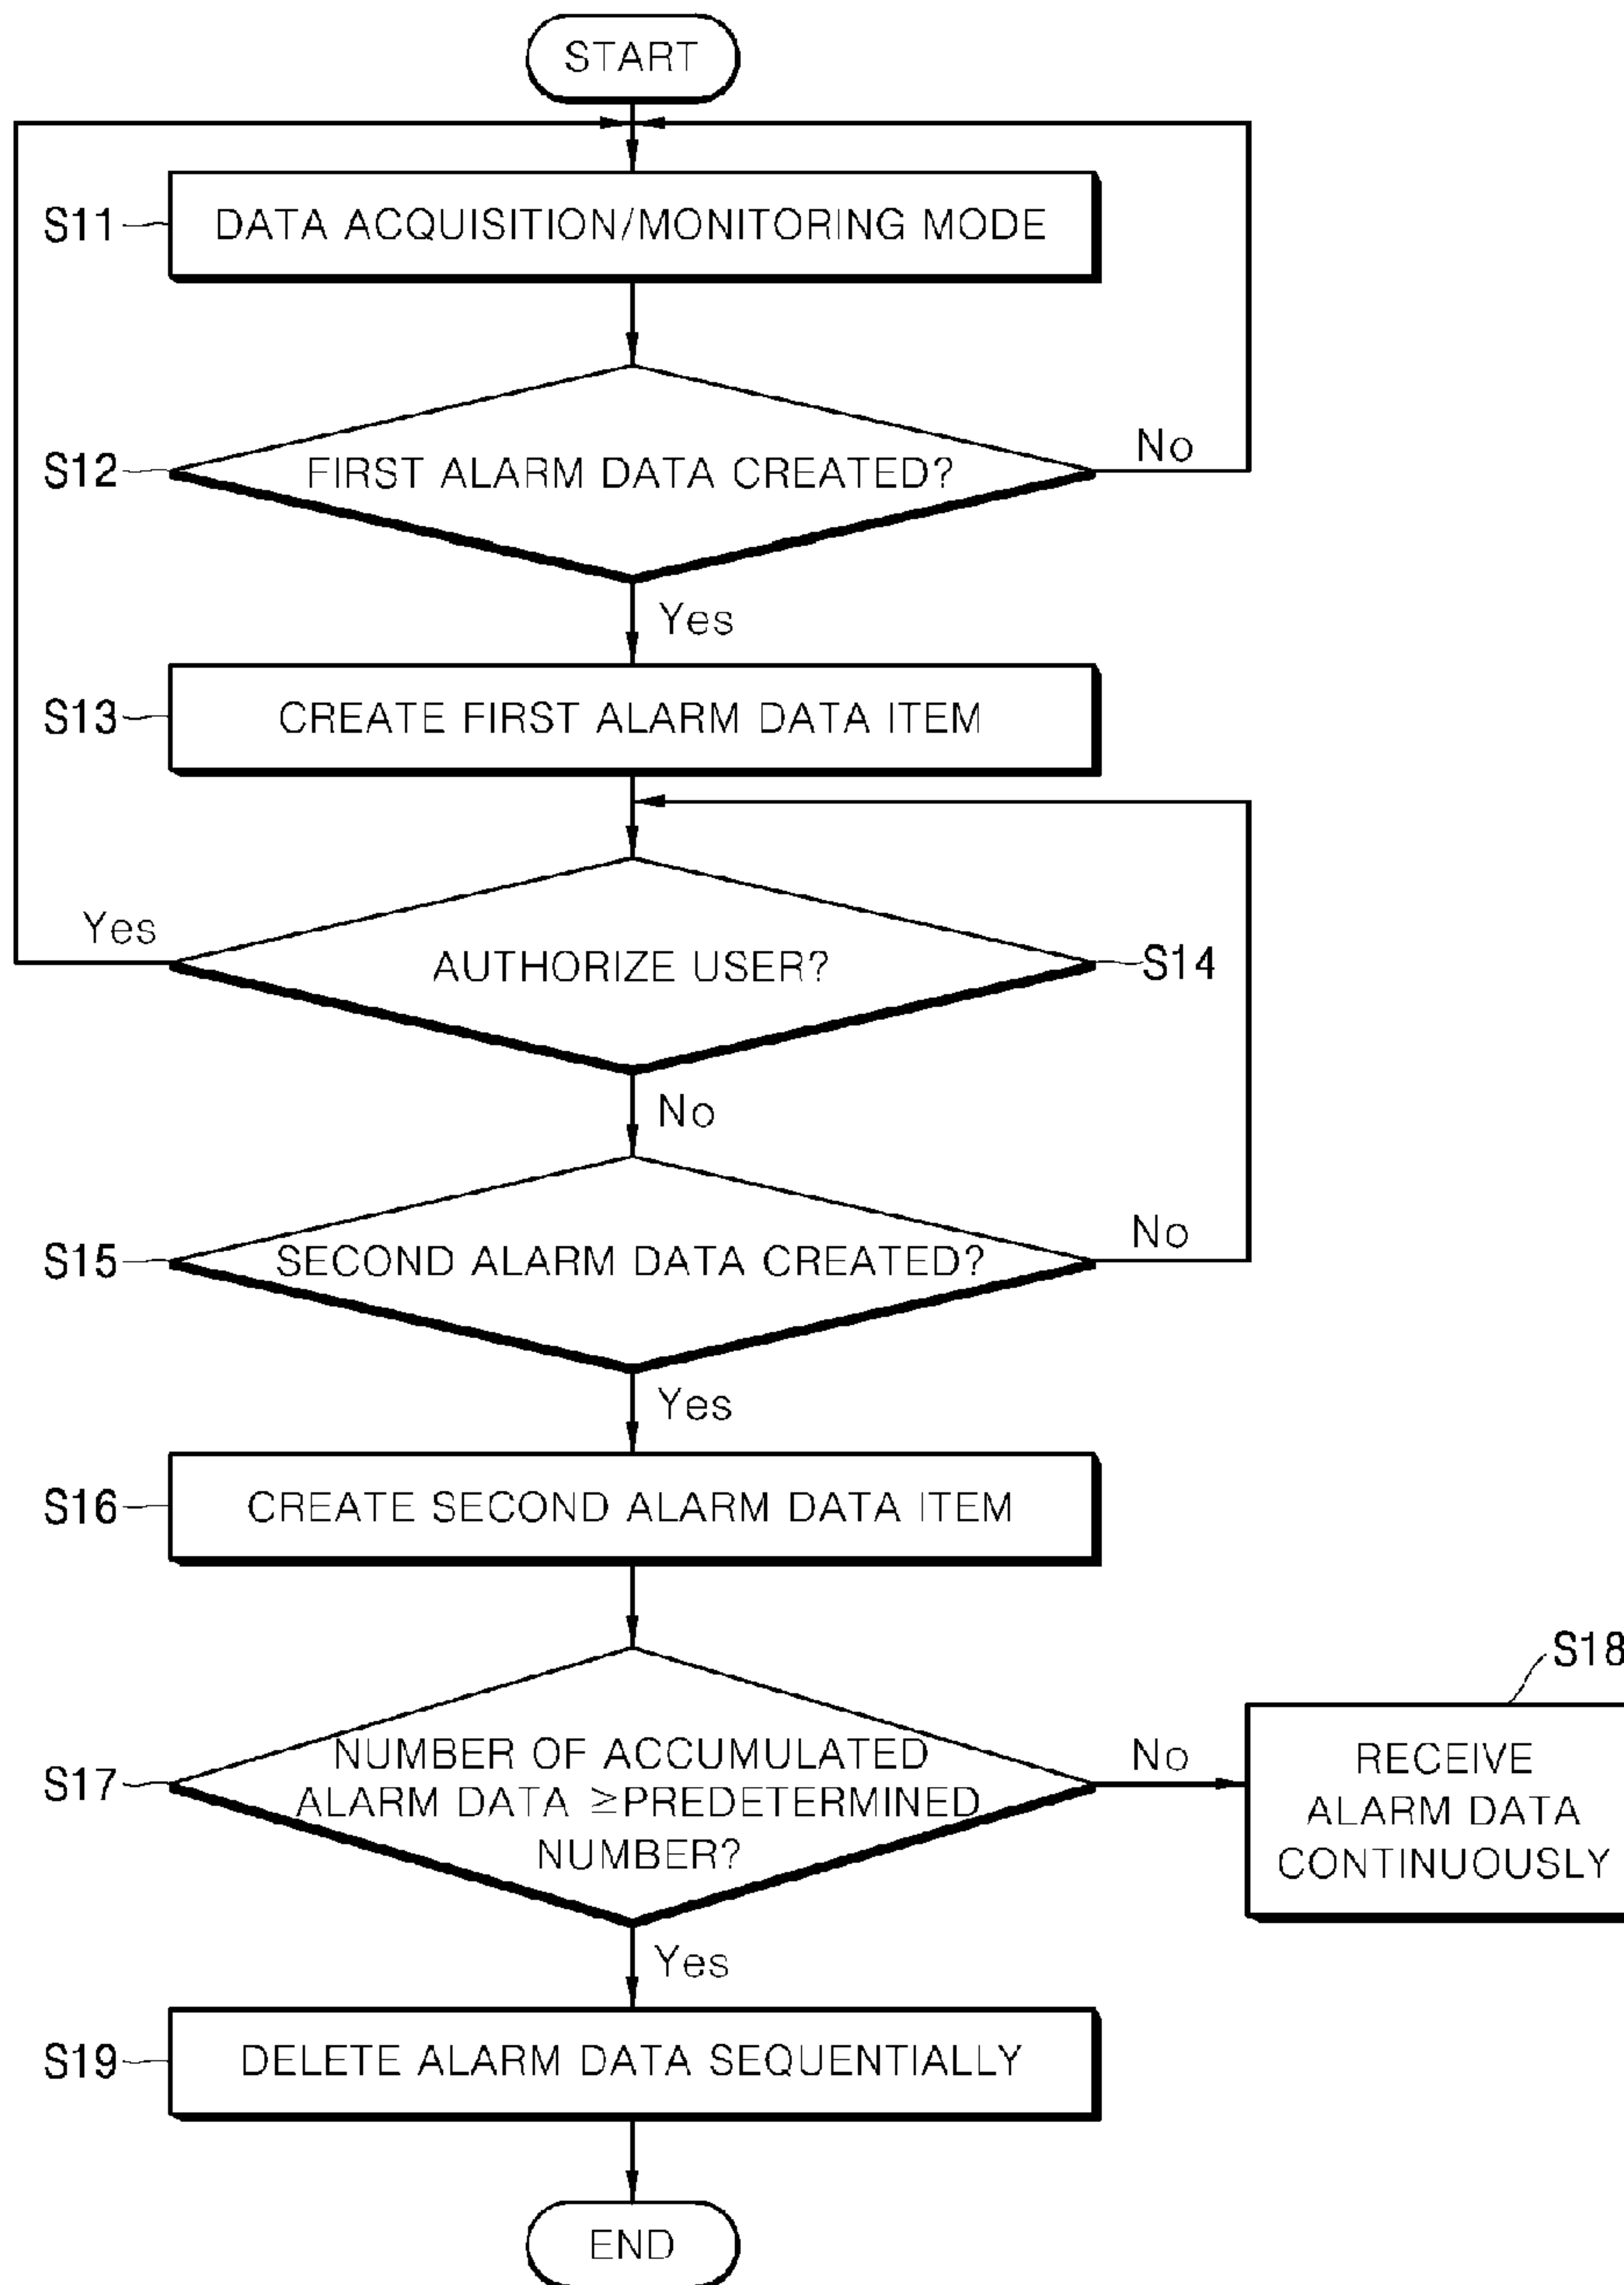 START
S11
DATA ACQUISITION/MONITORING MODE
S12
FIRST ALARM DATA CREATED?
No
Yes
S13
CREATE FIRST ALARM DATA ITEM
Yes
AUTHORIZE USER?
S14
No
S15
SECOND ALARM DATA CREATED?
No
Yes
S16
CREATE SECOND ALARM DATA ITEM
S17
NUMBER OF ACCUMULATED
ALARM DATA ≥PREDETERMINED
NUMBER?
No
S18
RECEIVE
ALARM DATA
CONTINUOUSLY
Yes
S19
DELETE ALARM DATA SEQUENTIALLY
END